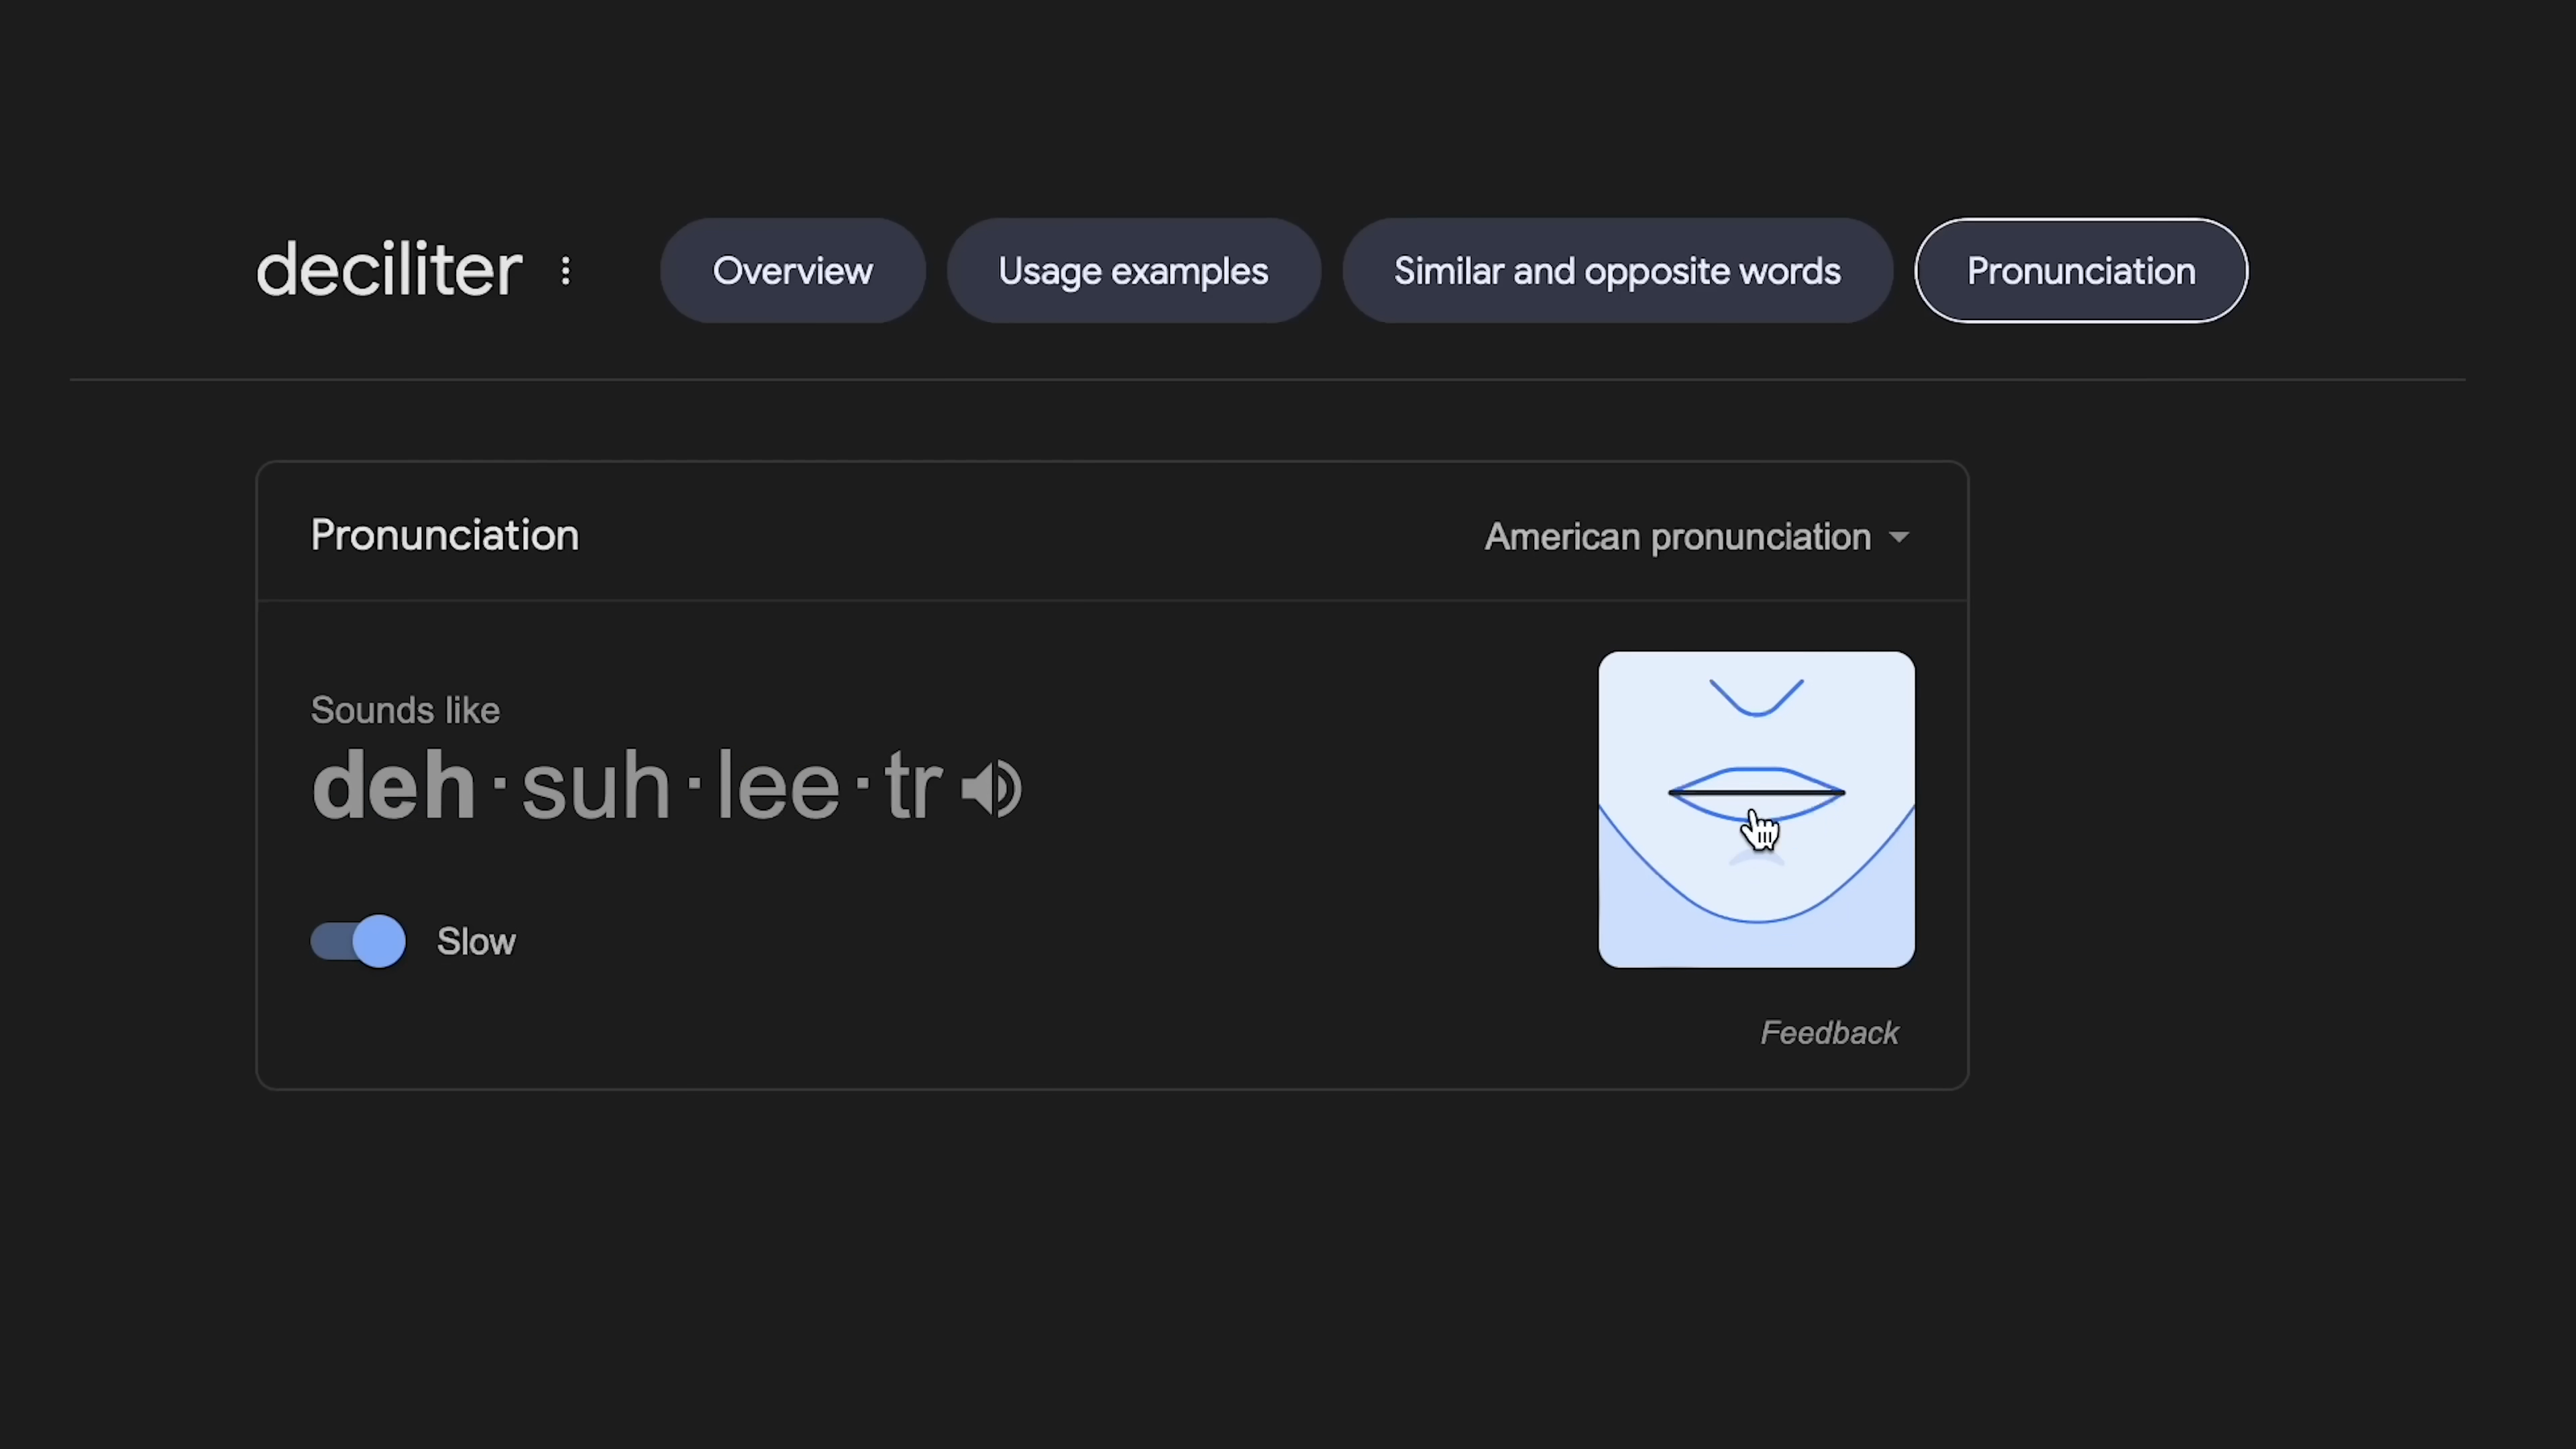 deciliter
Overview
Usage examples
Similar and opposite words
Pronunciation
Pronunciation
American pronunciation
Sounds like
deh·suh·lee·tr
Slow
Feedback